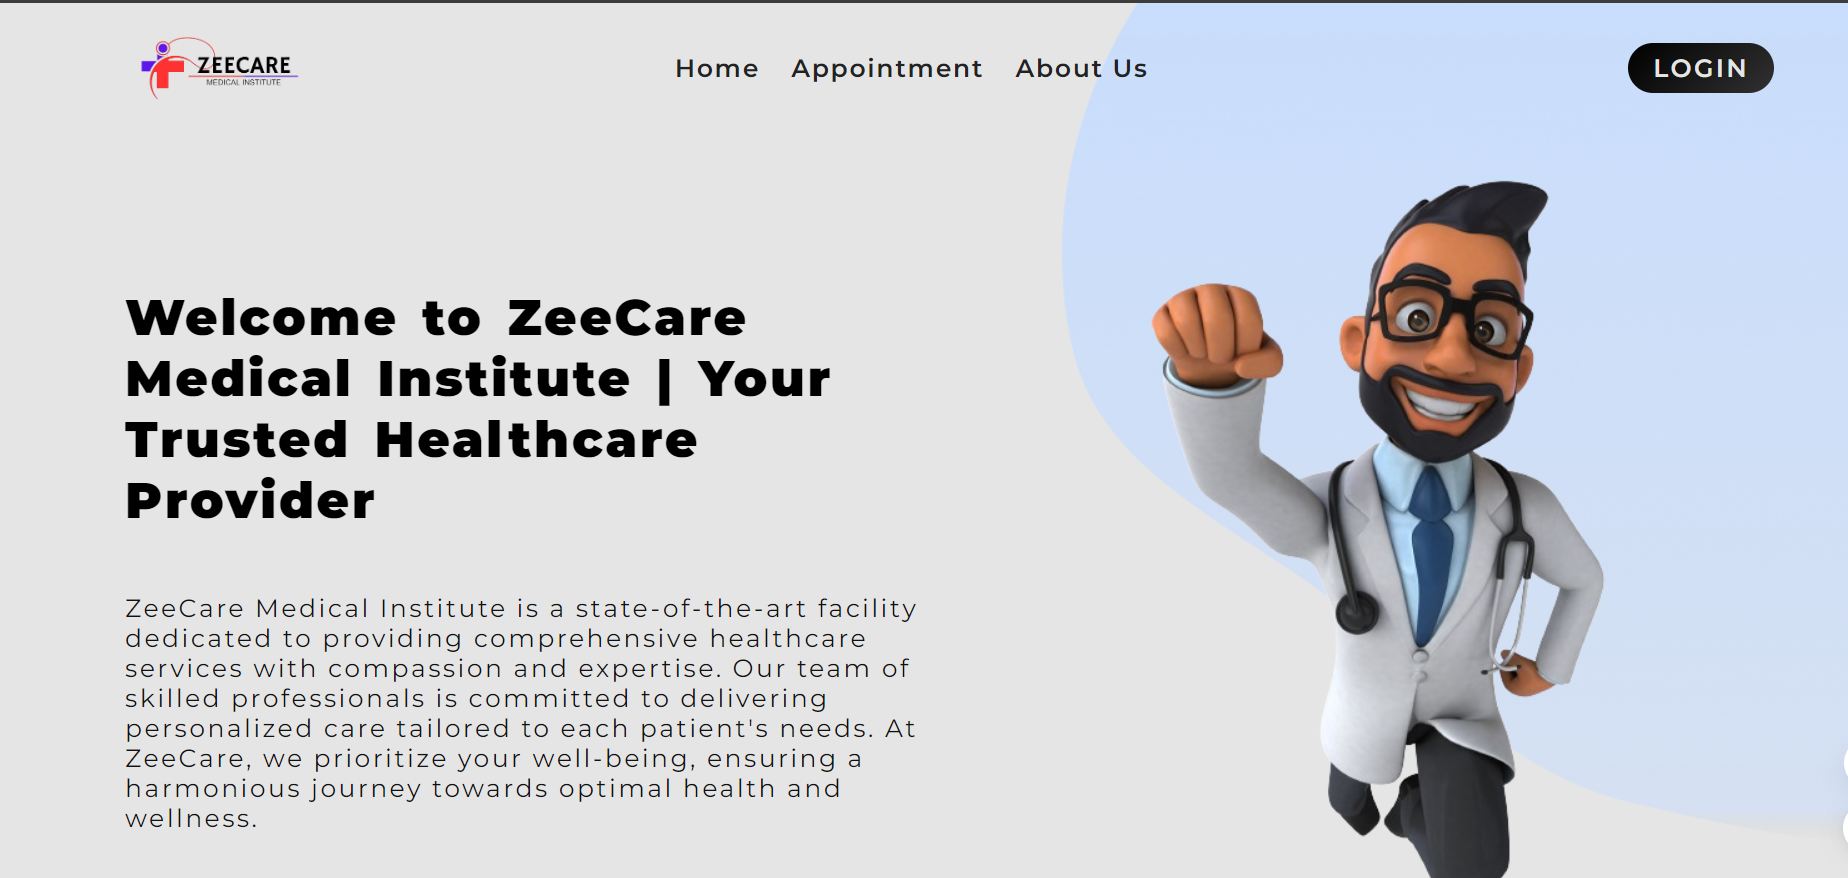 ZEECARE
MEDICAL INSTITUTE
Home Appointment About Us
LOGIN
Welcome to ZeeCare
Medical Institute | Your
Trusted Healthcare
Provider
ZeeCare Medical Institute is a state-of-the-art facility
dedicated to providing comprehensive healthcare
services with compassion and expertise. Our team of
skilled professionals is committed to delivering
personalized care tailored to each patient's needs. At
ZeeCare, we prioritize your well-being, ensuring a
harmonious journey towards optimal health and
wellness.